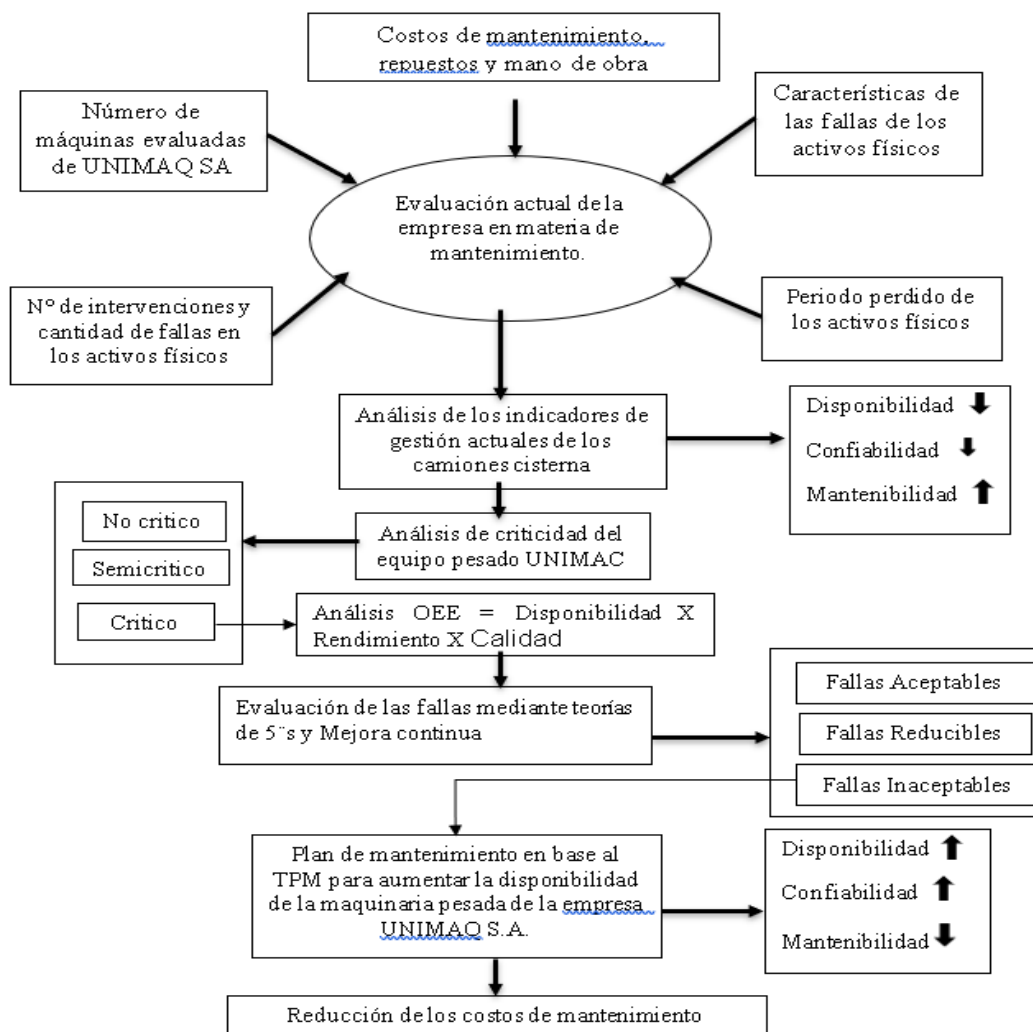 Costos de mantenimiento,
repuestos y mano de obra
Número de
máquinas evaluadas
de UNIMAQ SA
Características de
las fallas de los
activos físicos
Evaluación actual de la
empresa en materia de
mantenimiento.
Nº de intervenciones y
cantidad de fallas en
los activos físicos
Periodo perdido de
los activos físicos
Análisis de los indicadores de
gestión actuales de los
camiones cisterna
Disponibilidad
Confiabilidad
Mantenibilidad
No critico
Semicritico
Critico
Análisis de criticidad del
equipo pesado UNIMAC
Análisis OEE = Disponibilidad X
Rendimiento X Calidad
Evaluación de las fallas mediante teorías
de 5¨s y Mejora continua
Fallas Aceptables
Fallas Reducibles
Fallas Inaceptables
Plan de mantenimiento en base al
TPM para aumentar la disponibilidad
de la maquinaria pesada de la empresa
UNIMAQ S.A.
Disponibilidad
Confiabilidad
Mantenibilidad
Reducción de los costos de mantenimiento